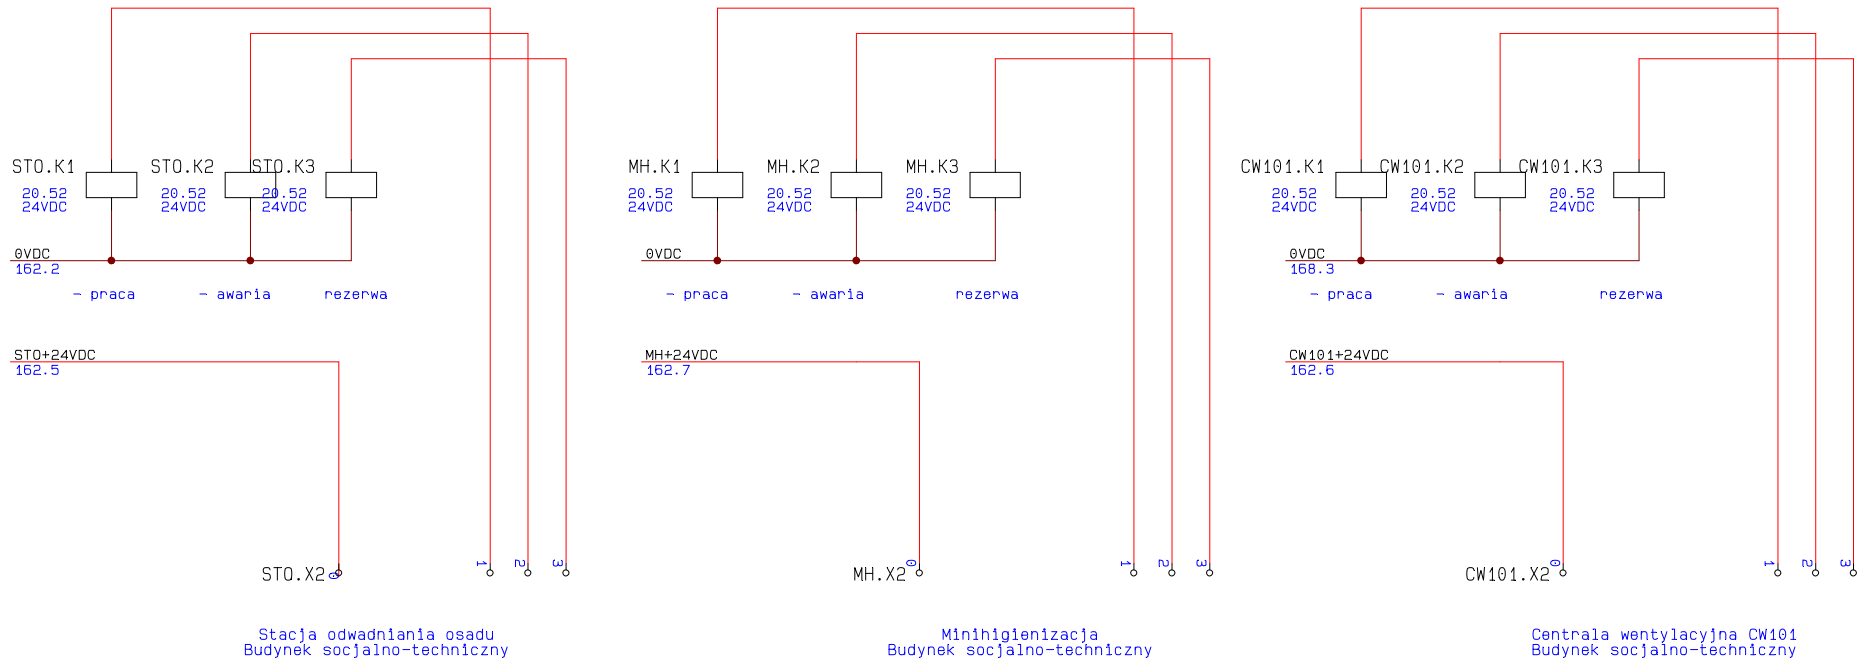 STO.K1
20.52
24VDC
STO.K2
20.52
24VDC
STO.K3
20.52
24VDC
0VDC
162.2
- praca
- awaria
rezerwa
STO+24VDC
162.5
STO.X2
0
1
2
3
Stacja odwadniania osadu
Budynek socjalno-techniczny
MH.K1
20.52
24VDC
MH.K2
20.52
24VDC
MH.K3
20.52
24VDC
0VDC
- praca
- awaria
rezerwa
MH+24VDC
162.7
MH.X2
0
1
2
3
Minihigienizacja
Budynek socjalno-techniczny
CW101.K1
20.52
24VDC
CW101.K2
20.52
24VDC
CW101.K3
20.52
24VDC
0VDC
168.3
- praca
- awaria
rezerwa
CW101+24VDC
162.6
CW101.X2
0
1
2
3
Centrala wentylacyjna CW101
Budynek socjalno-techniczny